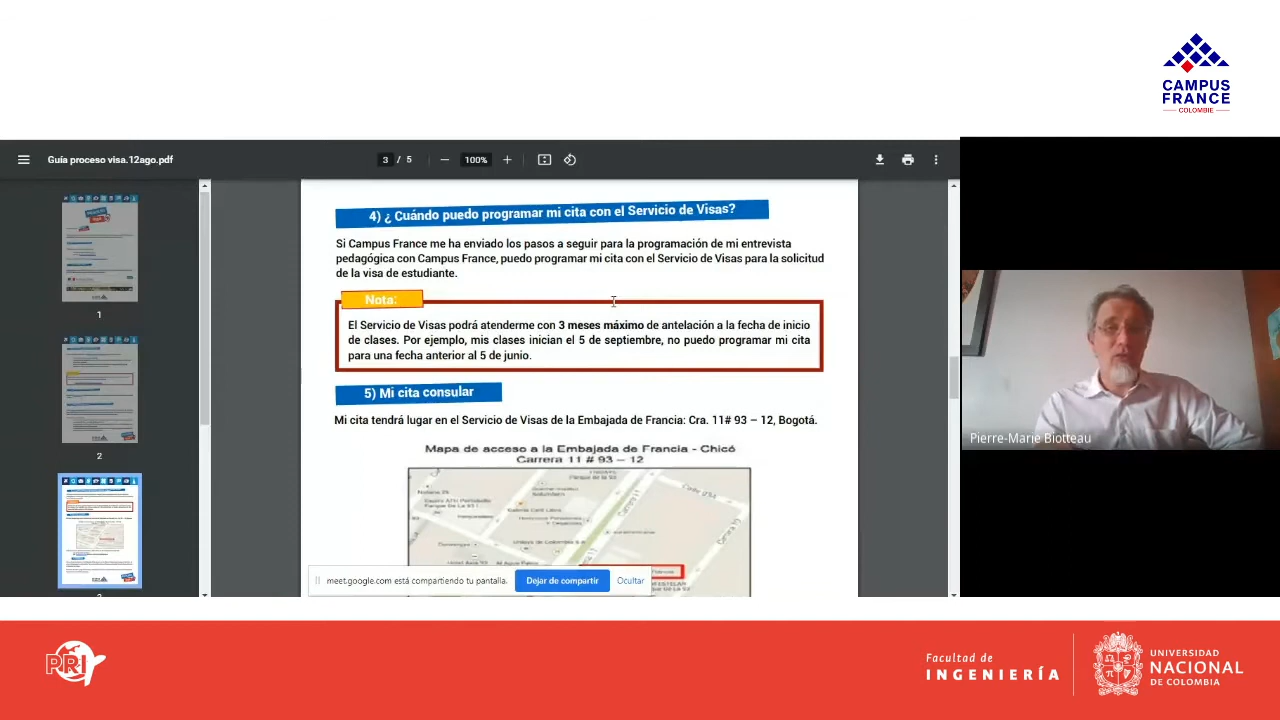 CAMPUS
FRANCE
COLOMBIE
Guía proceso visa.12ago.pdf
3 / 5
100%
4) ¿ Cuándo puedo programar mi cita con el Servicio de Visas?
Si Campus France me ha enviado los pasos a seguir para la programación de mi entrevista
pedagógica con Campus France, puedo programar mi cita con el Servicio de Visas para la solicitud
de la visa de estudiante.
Nota:
El Servicio de Visas podrá atenderme con 3 meses máximo de antelación a la fecha de inicio
de clases. Por ejemplo, mis clases inician el 5 de septiembre, no puedo programar mi cita
para una fecha anterior al 5 de junio.
5) Mi cita consular
Mi cita tendrá lugar en el Servicio de Visas de la Embajada de Francia: Cra. 11# 93 – 12, Bogotá.
Mapa de acceso a la Embajada de Francia - Chicó
Carrera 11 # 93 – 12
meet.google.com está compartiendo tu pantalla.
Dejar de compartir
Ocultar
1
2
Pierre-Marie Biotteau
PRI
Facultad de
INGENIERÍA
UNIVERSIDAD
NACIONAL
DE COLOMBIA